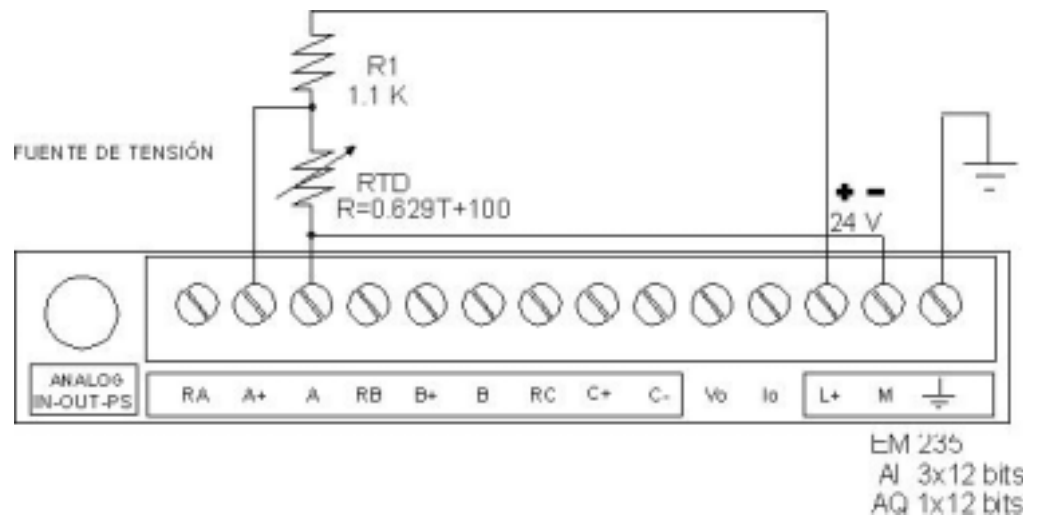 R1
1.1 K
FUENTE DE TENSIÓN
RTD
R=0.629T+100
+ -
24 V
ANALOG
IN-OUT-PS
RA A+ A RB B+ B RC C+ C- Vo Io L+ M
EM 235
AI 3x12 bits
AQ 1x12 bits